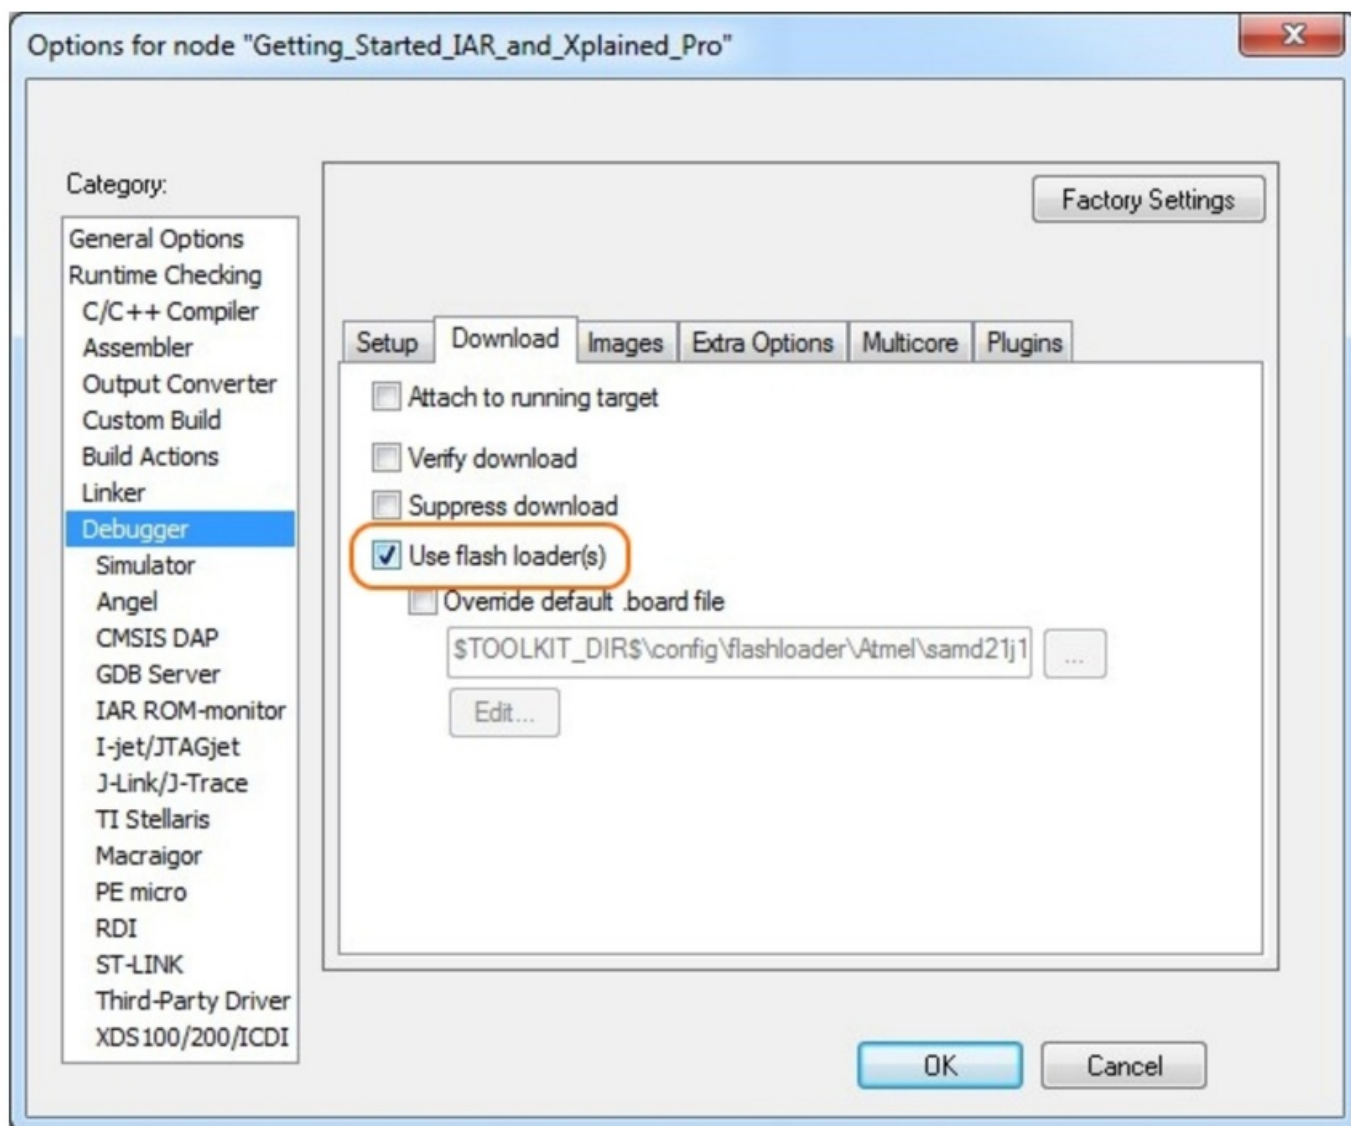 Options for node "Getting_Started_IAR_and_Xplained_Pro"
Category:
Factory Settings
General Options
Runtime Checking
C/C++ Compiler
Assembler
Output Converter
Custom Build
Build Actions
Linker
Debugger
Simulator
Angel
CMSIS DAP
GDB Server
IAR ROM-monitor
I-jet/JTAGjet
J-Link/J-Trace
TI Stellaris
Macraigor
PE micro
RDI
ST-LINK
Third-Party Driver
XDS100/200/ICDI
Setup Download Images Extra Options Multicore Plugins
Attach to running target
Verify download
Suppress download
Use flash loader(s)
Override default .board file
$TOOLKIT_DIR$\config\flashloader\Atmel\samd21j1 ...
Edit...
OK Cancel